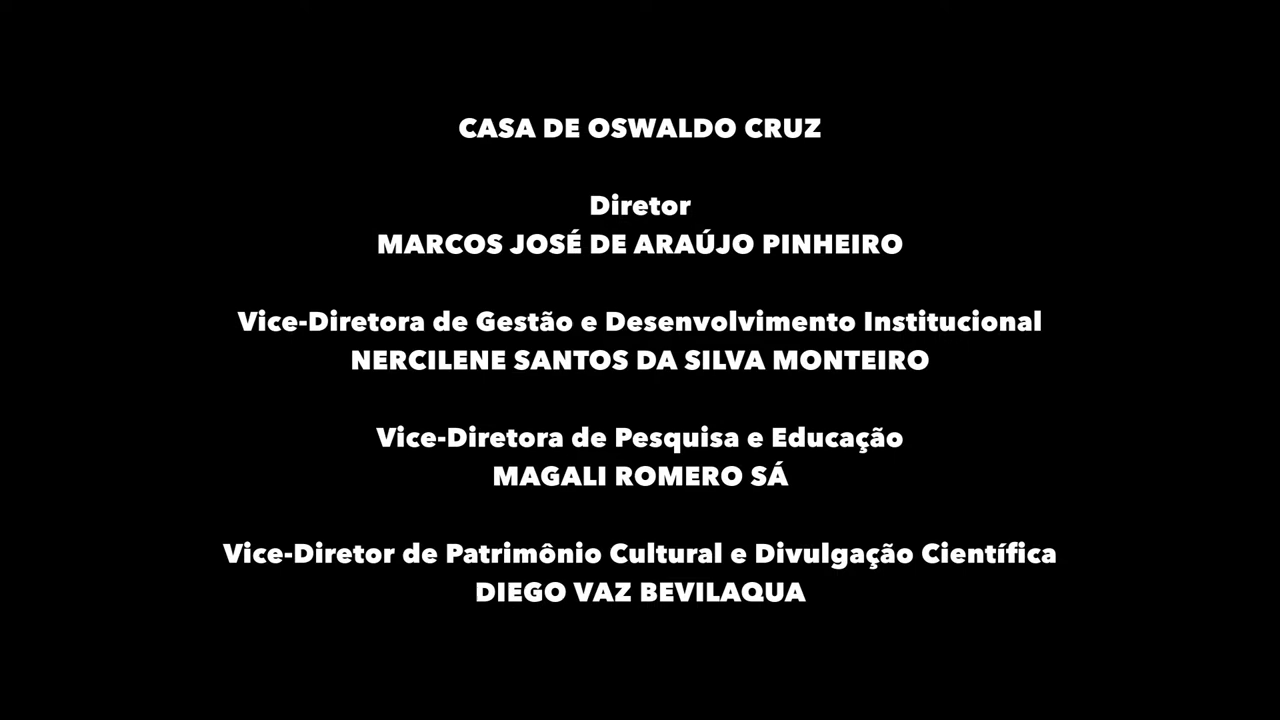 CASA DE OSWALDO CRUZ
Diretor
MARCOS JOSÉ DE ARAÚJO PINHEIRO
Vice-Diretora de Gestão e Desenvolvimento Institucional
NERCILENE SANTOS DA SILVA MONTEIRO
Vice-Diretora de Pesquisa e Educação
MAGALI ROMERO SÁ
Vice-Diretor de Patrimônio Cultural e Divulgação Científica
DIEGO VAZ BEVILAQUA